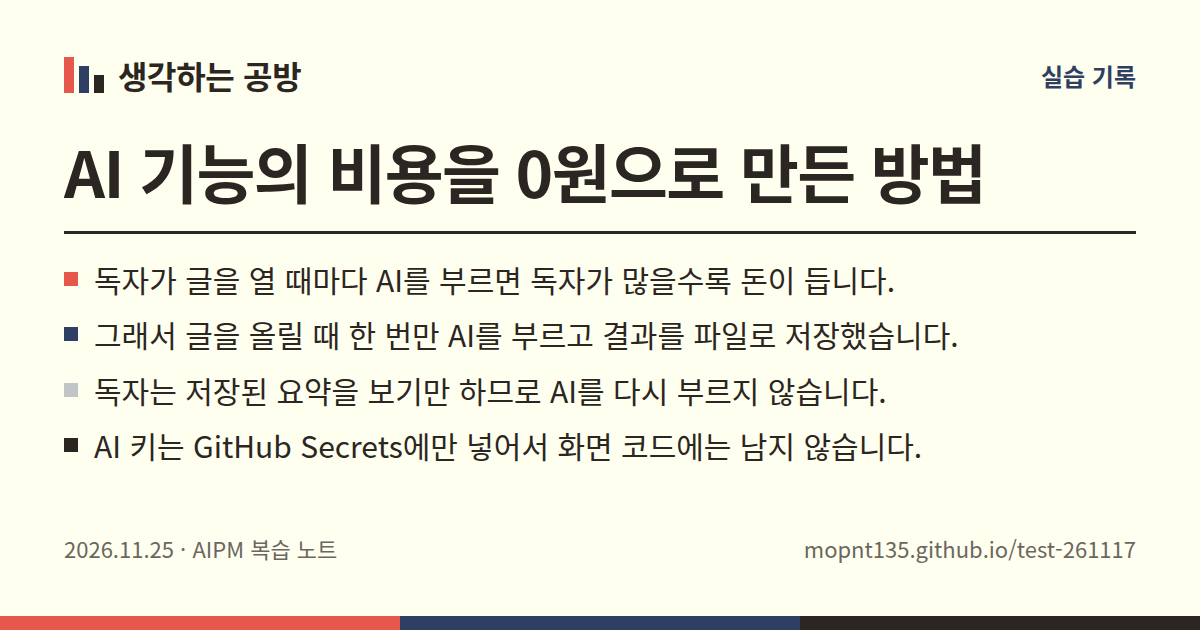 생각하는 공방
실습 기록
AI 기능의 비용을 0원으로 만든 방법
독자가 글을 열 때마다 AI를 부르면 독자가 많을수록 돈이 듭니다.
그래서 글을 올릴 때 한 번만 AI를 부르고 결과를 파일로 저장했습니다.
독자는 저장된 요약을 보기만 하므로 AI를 다시 부르지 않습니다.
AI 키는 GitHub Secrets에만 넣어서 화면 코드에는 남지 않습니다.
2026.11.25 · AIPM 복습 노트
mopnt135.github.io/test-261117